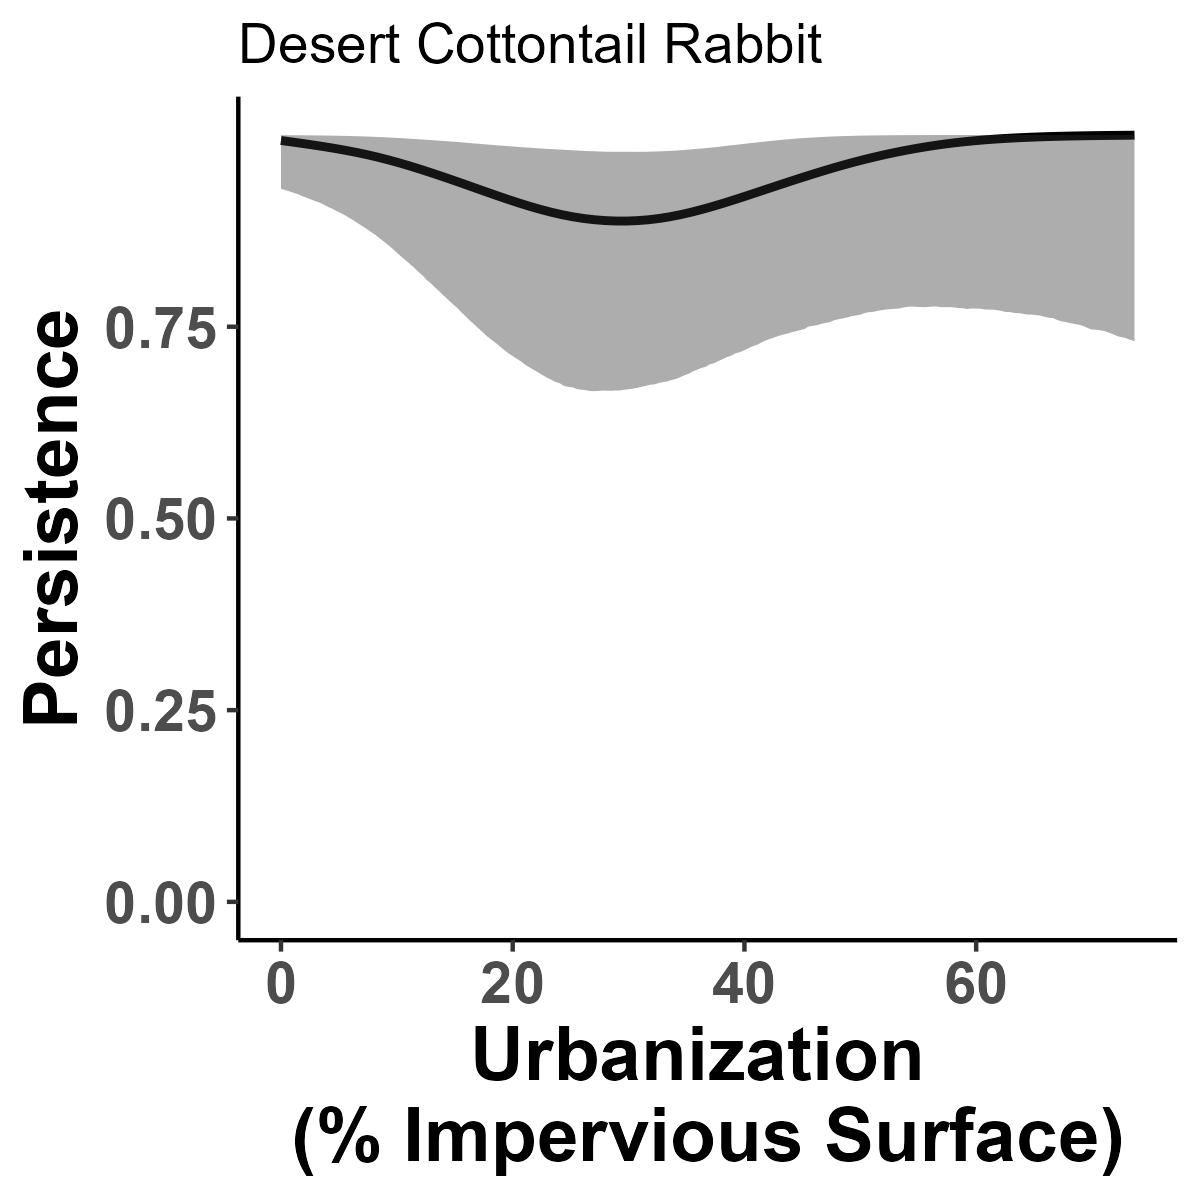 Desert Cottontail Rabbit
Persistence
0.75
0.50
0.25
0.00
0 20 40 60
Urbanization
(% Impervious Surface)